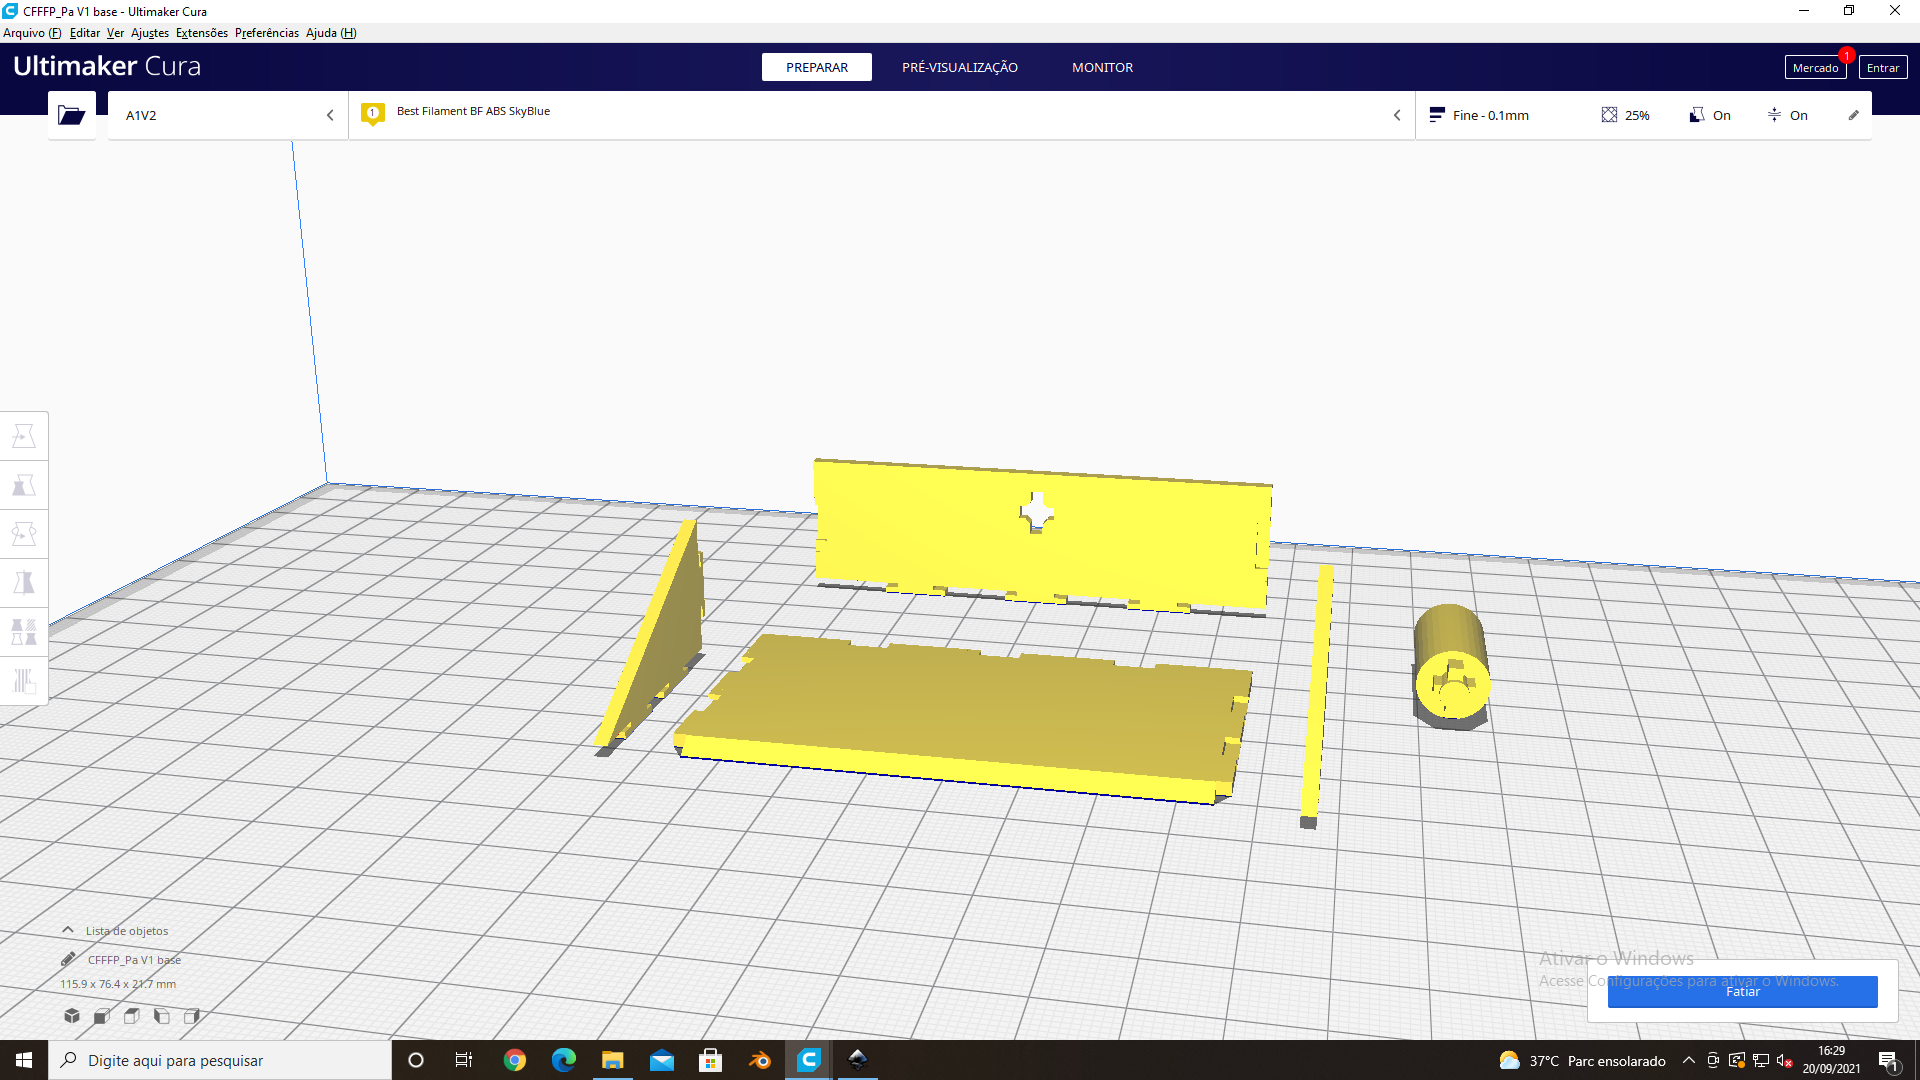 CFFFP_Pa V1 base - Ultimaker Cura
Arquivo (F) Editar Ver Ajustes Extensões Preferências Ajuda (H)
Ultimaker Cura
PREPARAR PRÉ-VISUALIZAÇÃO MONITOR
Mercado 1 Entrar
A1V2
1 Best Filament BF ABS SkyBlue
Fine - 0.1mm 25% On On
Lista de objetos
CFFFP_Pa V1 base
115.9 x 76.4 x 21.7 mm
Ativar o Windows
Acesse Configurações para ativar o Windows.
Fatiar
Digite aqui para pesquisar
37°C Parc ensolarado
16:29
20/09/2021
1